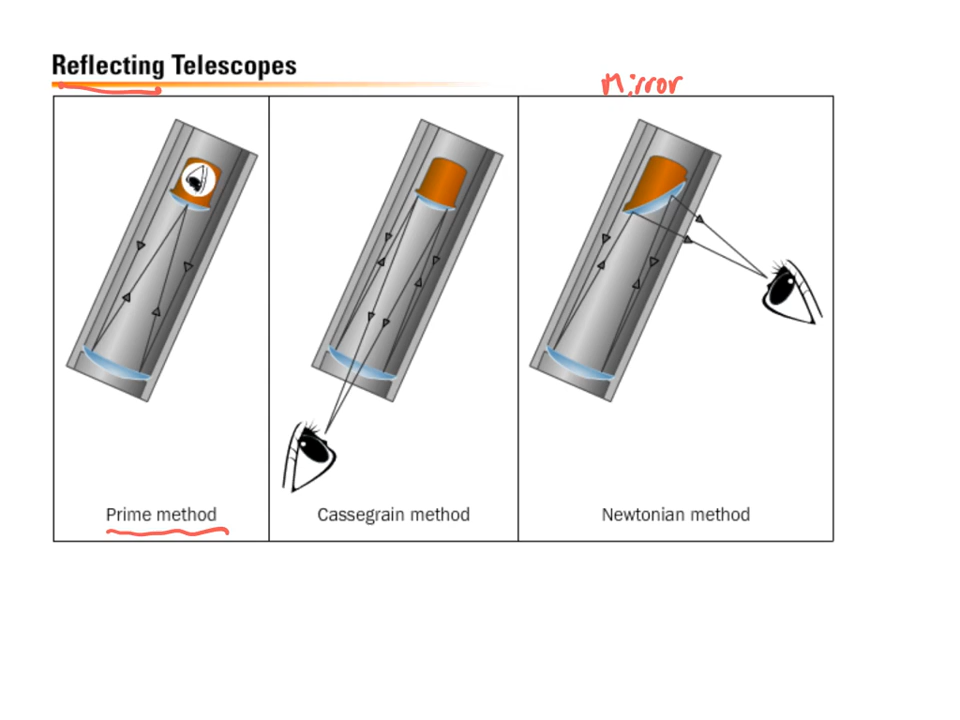 Reflecting Telescopes
Mirror
Prime method
Cassegrain method
Newtonian method